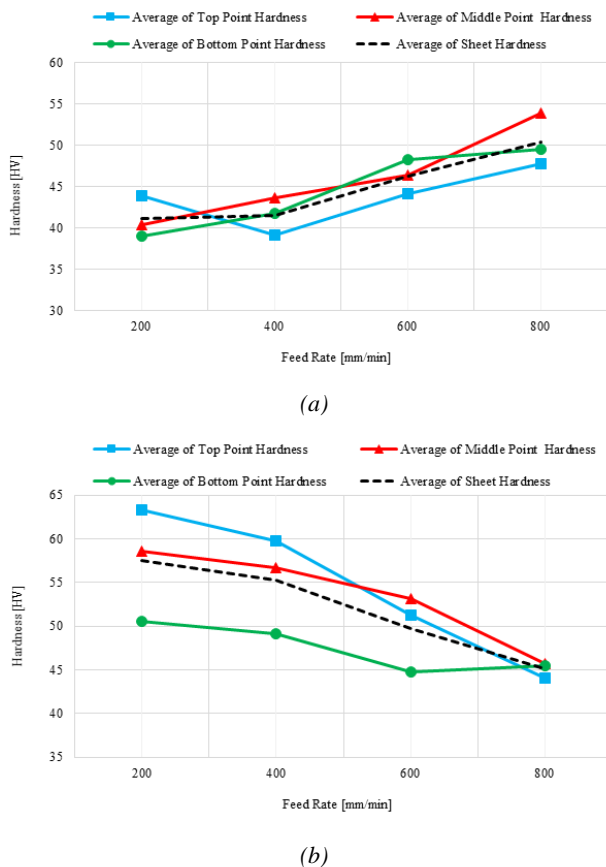 Average of Top Point Hardness Average of Middle Point Hardness
Average of Bottom Point Hardness Average of Sheet Hardness
60
55
50
45
40
35
30
Hardness [HV]
200 400 600 800
Feed Rate [mm/min]
(a)
Average of Top Point Hardness Average of Middle Point Hardness
Average of Bottom Point Hardness Average of Sheet Hardness
65
60
55
50
45
40
35
Hardness [HV]
200 400 600 800
Feed Rate [mm/min]
(b)